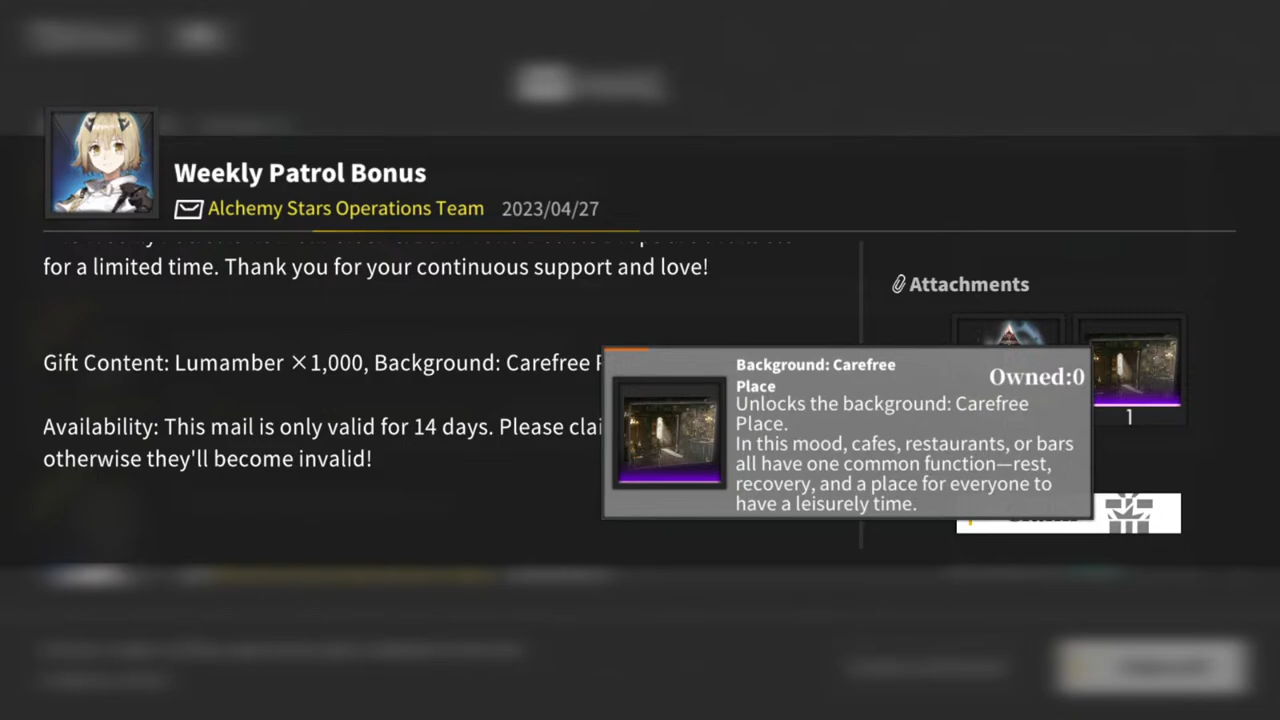 Weekly Patrol Bonus
Alchemy Stars Operations Team 2023/04/27
for a limited time. Thank you for your continuous support and love!
Attachments
Gift Content: Lumamber ×1,000, Background: Carefree
Availability: This mail is only valid for 14 days. Please
otherwise they'll become invalid!
Background: Carefree
Place
Owned:0
Unlocks the background: Carefree
Place.
In this mood, cafes, restaurants, or bars
all have one common function—rest,
recovery, and a place for everyone to
have a leisurely time.
1